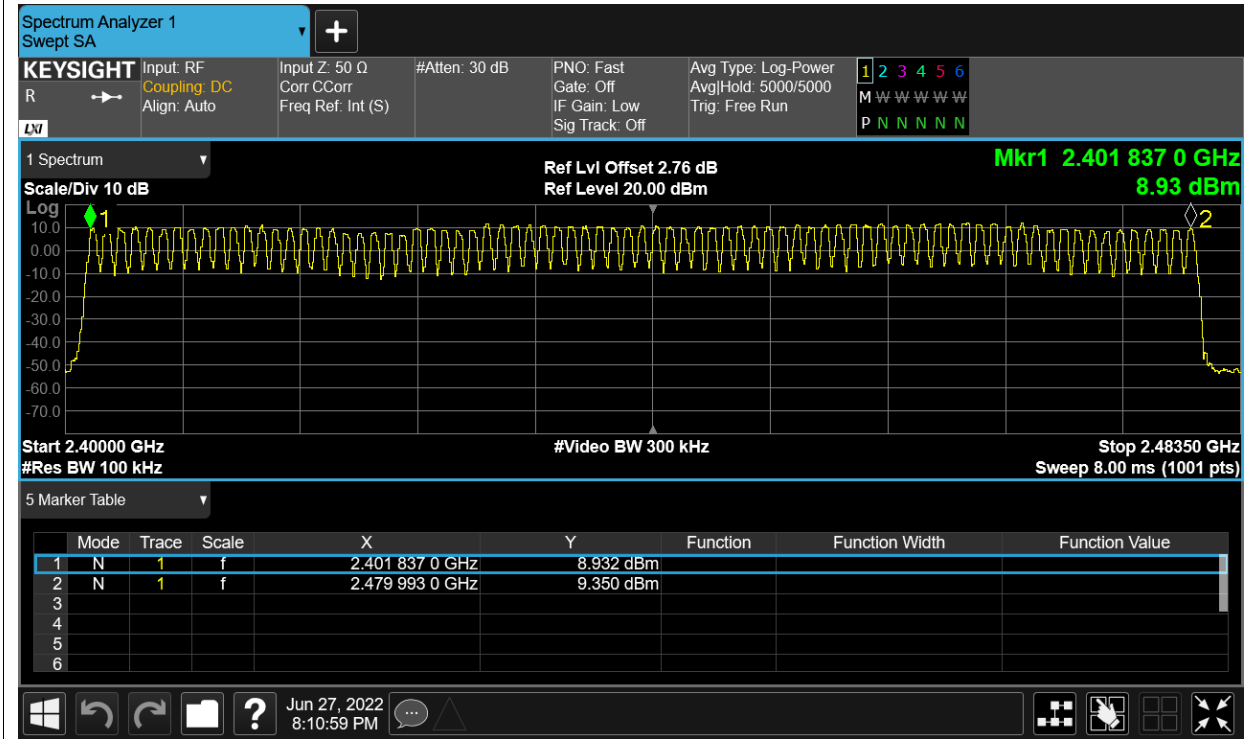 Spectrum Analyzer 1
Swept SA
+
KEYSIGHT
R
LXI
Input: RF
Coupling: DC
Align: Auto
Input Z: 50 Ω
Corr CCorr
Freq Ref: Int (S)
#Atten: 30 dB
PNO: Fast
Gate: Off
IF Gain: Low
Sig Track: Off
Avg Type: Log-Power
Avg|Hold: 5000/5000
Trig: Free Run
1 2 3 4 5 6
M W W W W W
P N N N N N
1 Spectrum
Scale/Div 10 dB
Ref Lvl Offset 2.76 dB
Ref Level 20.00 dBm
Mkr1 2.401 837 0 GHz
8.93 dBm
Log
1
2
10.0
0.00
-10.0
-20.0
-30.0
-40.0
-50.0
-60.0
-70.0
Start 2.40000 GHz
#Res BW 100 kHz
#Video BW 300 kHz
Stop 2.48350 GHz
Sweep 8.00 ms (1001 pts)
5 Marker Table
Mode Trace Scale X Y Function Function Width Function Value
1 N 1 f 2.401 837 0 GHz 8.932 dBm
2 N 1 f 2.479 993 0 GHz 9.350 dBm
3
4
5
6
?
Jun 27, 2022
8:10:59 PM